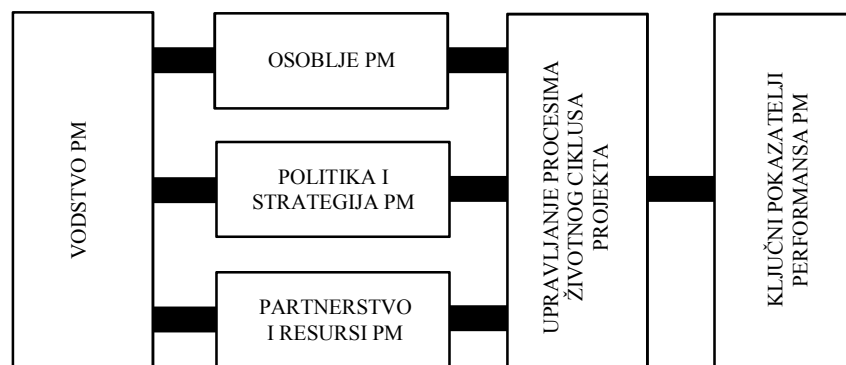 VODSTVO PM
OSOBLJE PM
POLITIKA I
STRATEGIJA PM
PARTNERSTVO
I RESURSI PM
UPRAVLJANJE PROCESIMA
ŽIVOTNOG CIKLUSA
PROJEKTA
KLJUČNI POKAZATELJI
PERFORMANSA PM